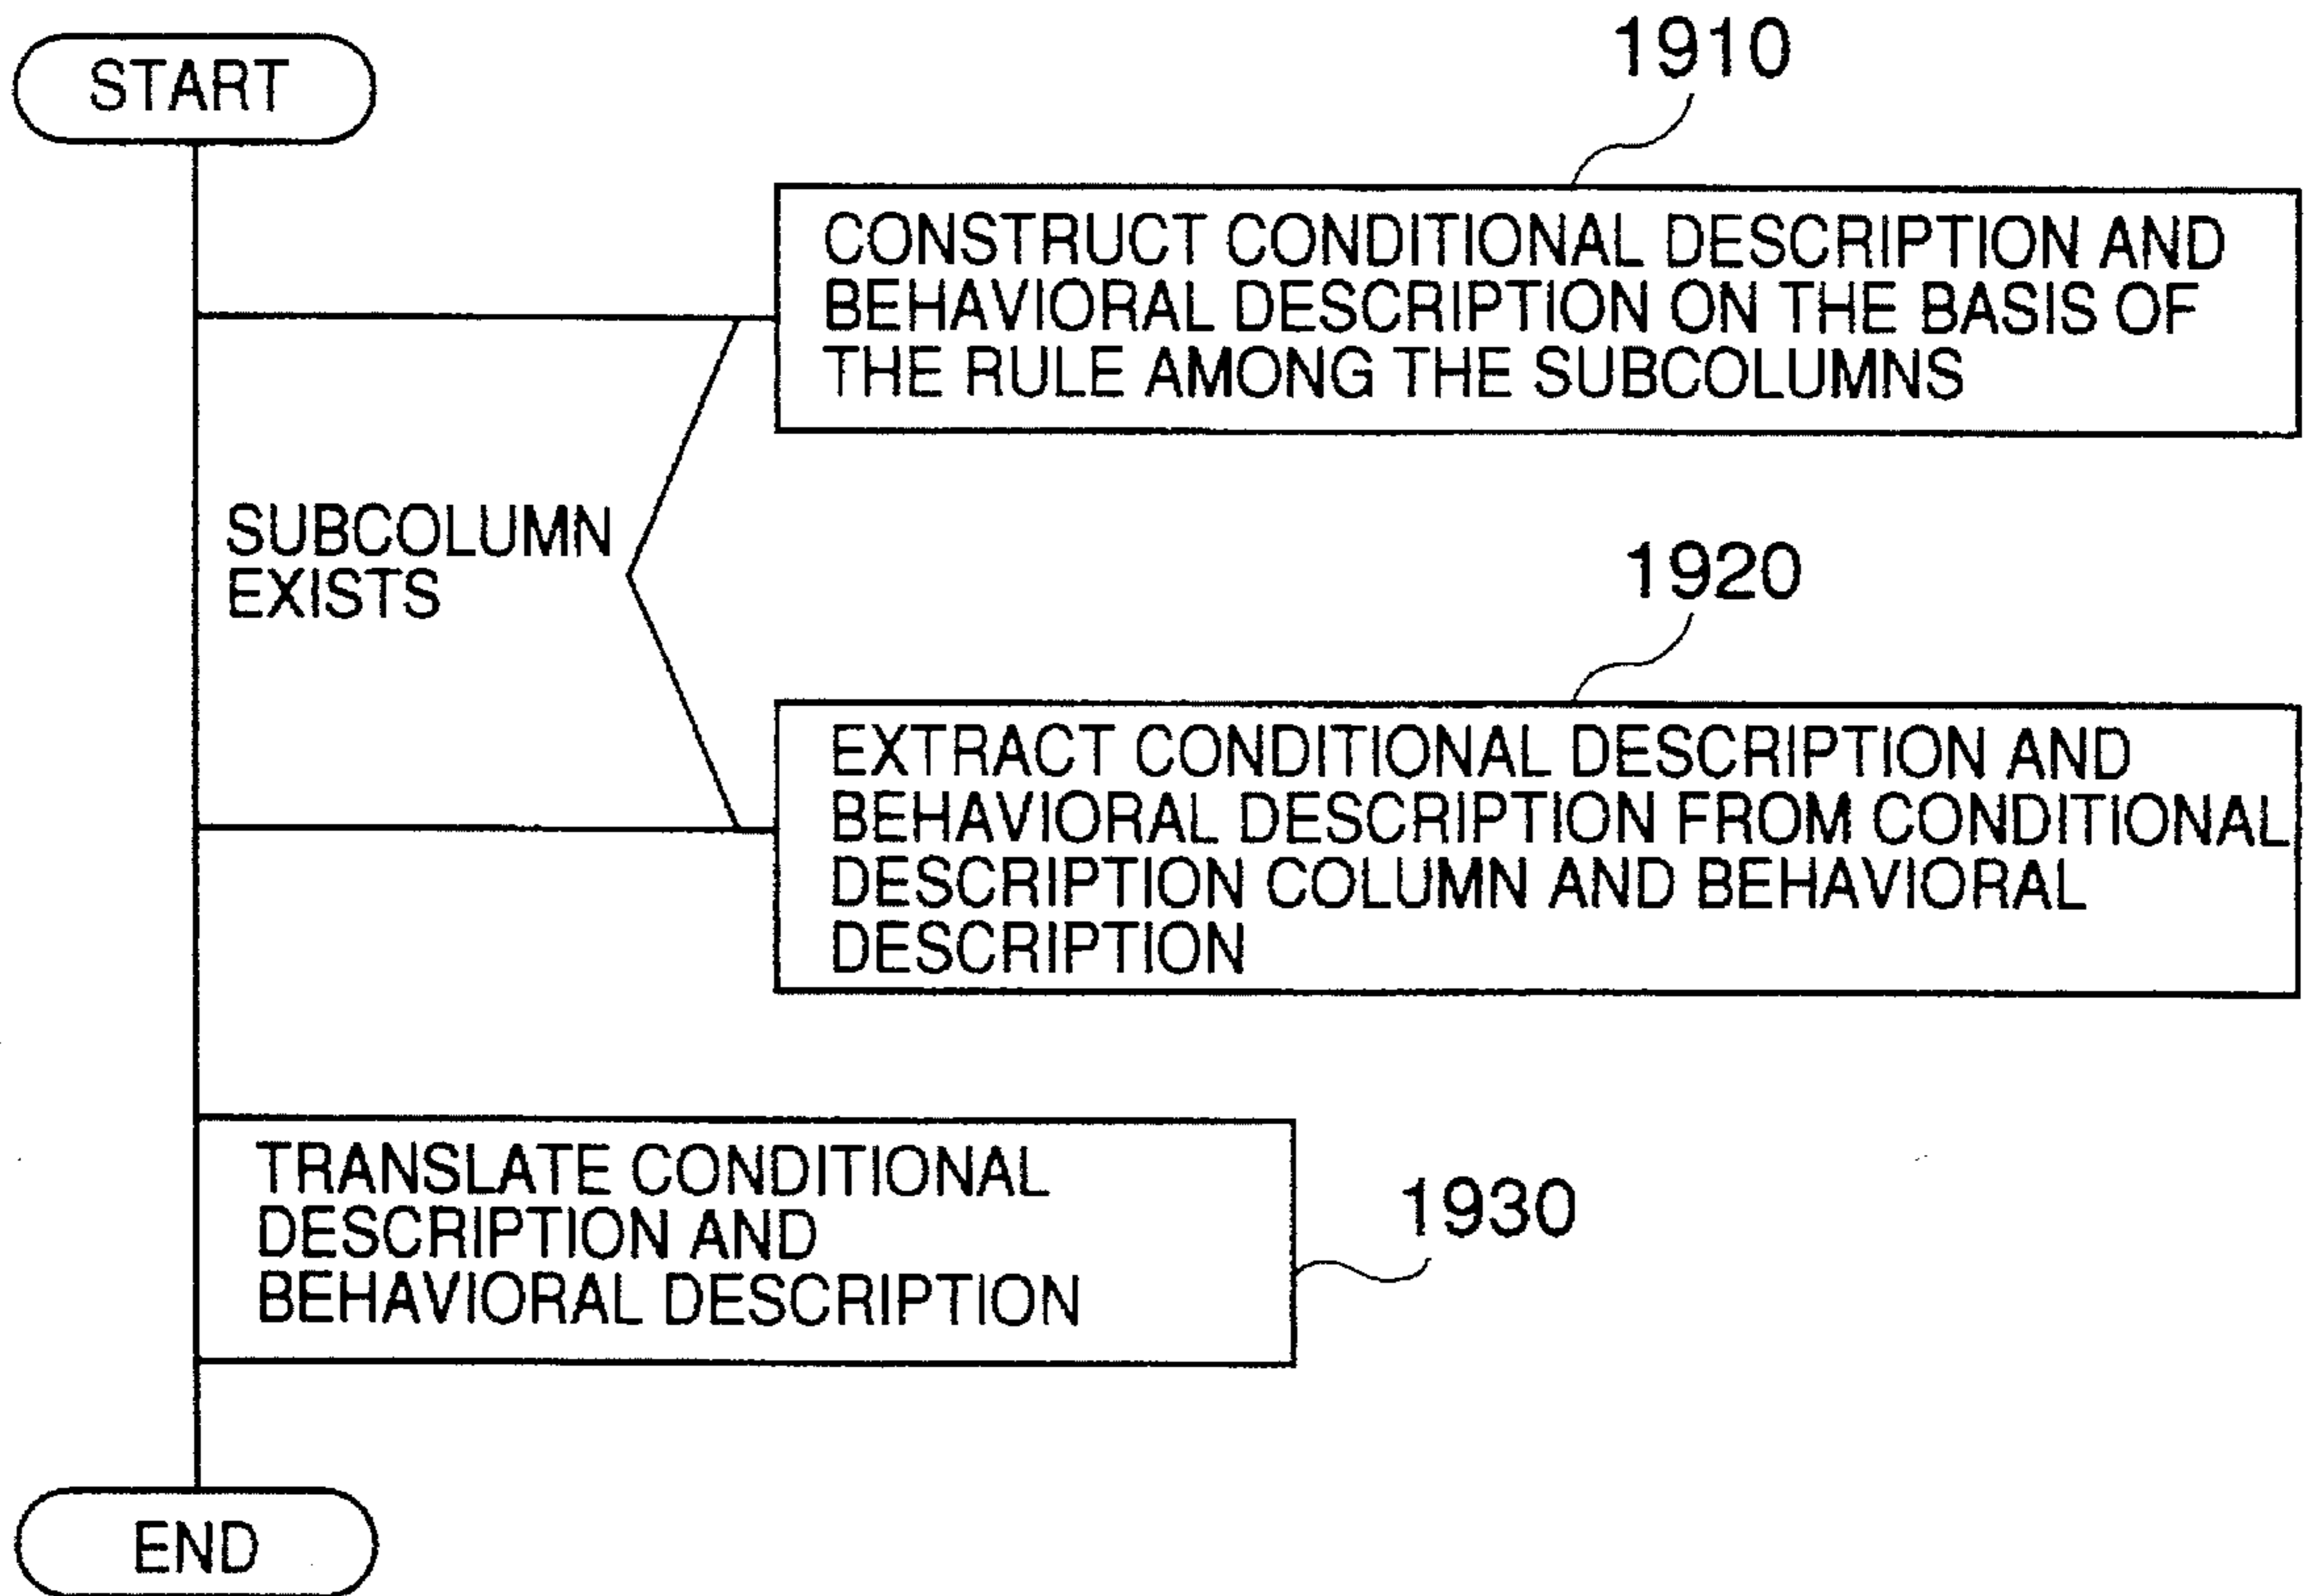 START
1910
CONSTRUCT CONDITIONAL DESCRIPTION AND
BEHAVIORAL DESCRIPTION ON THE BASIS OF
THE RULE AMONG THE SUBCOLUMNS
SUBCOLUMN
EXISTS
1920
EXTRACT CONDITIONAL DESCRIPTION AND
BEHAVIORAL DESCRIPTION FROM CONDITIONAL
DESCRIPTION COLUMN AND BEHAVIORAL
DESCRIPTION
TRANSLATE CONDITIONAL
DESCRIPTION AND
BEHAVIORAL DESCRIPTION
1930
END